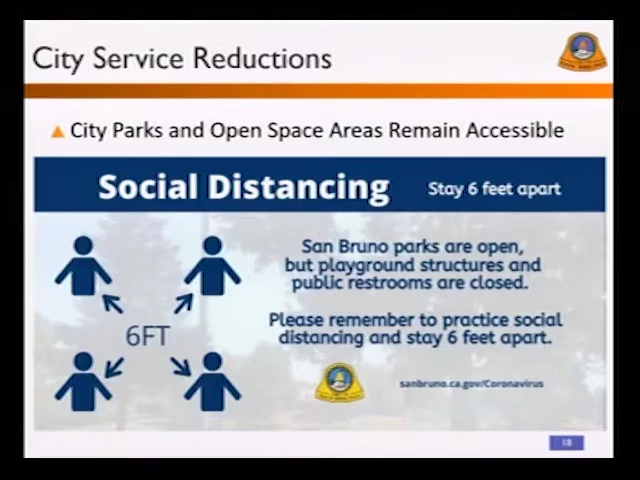 City Service Reductions
City Parks and Open Space Areas Remain Accessible
Social Distancing
Stay 6 feet apart
6FT
San Bruno parks are open,
but playground structures and
public restrooms are closed.
Please remember to practice social
distancing and stay 6 feet apart.
sanbruno.ca.gov/Coronavirus
18